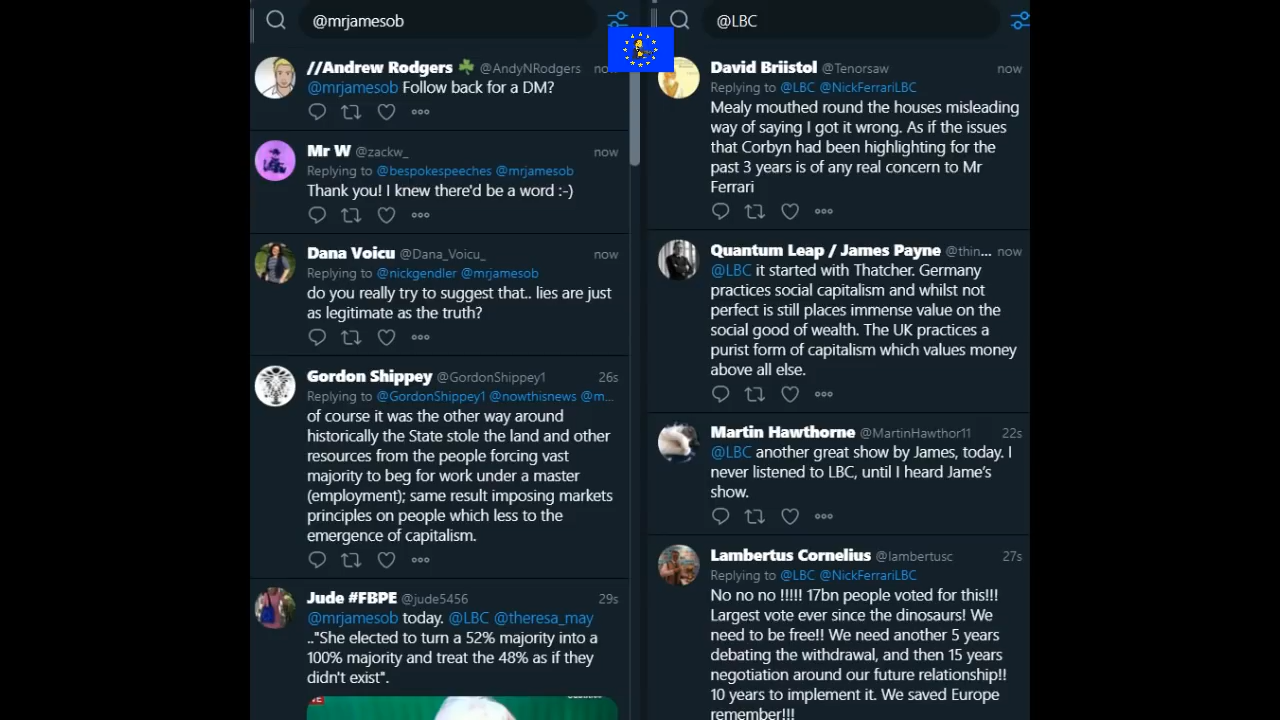 @mrjamesob
//Andrew Rodgers ☘ @AndyNRodgers now
@mrjamesob Follow back for a DM?
Mr W @zackw_ now
Replying to @bespokespeeches @mrjamesob
Thank you! I knew there'd be a word :-)
Dana Voicu @Dana_Voicu_ now
Replying to @nickgendler @mrjamesob
do you really try to suggest that.. lies are just
as legitimate as the truth?
Gordon Shippey @GordonShippey1 26s
Replying to @GordonShippey1 @nowthisnews @m...
of course it was the other way around
historically the State stole the land and other
resources from the people forcing vast
majority to beg for work under a master
(employment); same result imposing markets
principles on people which less to the
emergence of capitalism.
Jude #FBPE @jude5456 29s
@mrjamesob today. @LBC @theresa_may
.."She elected to turn a 52% majority into a
100% majority and treat the 48% as if they
didn't exist".
@LBC
David Briistol @Tenorsaw now
Replying to @LBC @NickFerrariLBC
Mealy mouthed round the houses misleading
way of saying I got it wrong. As if the issues
that Corbyn had been highlighting for the
past 3 years is of any real concern to Mr
Ferrari
Quantum Leap / James Payne @thin... now
@LBC it started with Thatcher. Germany
practices social capitalism and whilst not
perfect is still places immense value on the
social good of wealth. The UK practices a
purist form of capitalism which values money
above all else.
Martin Hawthorne @MartinHawthor11 22s
@LBC another great show by James, today. I
never listened to LBC, until I heard Jame's
show.
Lambertus Cornelius @lambertusc 27s
Replying to @LBC @NickFerrariLBC
No no no !!!!! 17bn people voted for this!!!
Largest vote ever since the dinosaurs! We
need to be free!! We need another 5 years
debating the withdrawal, and then 15 years
negotiation around our future relationship!!
10 years to implement it. We saved Europe
remember!!!